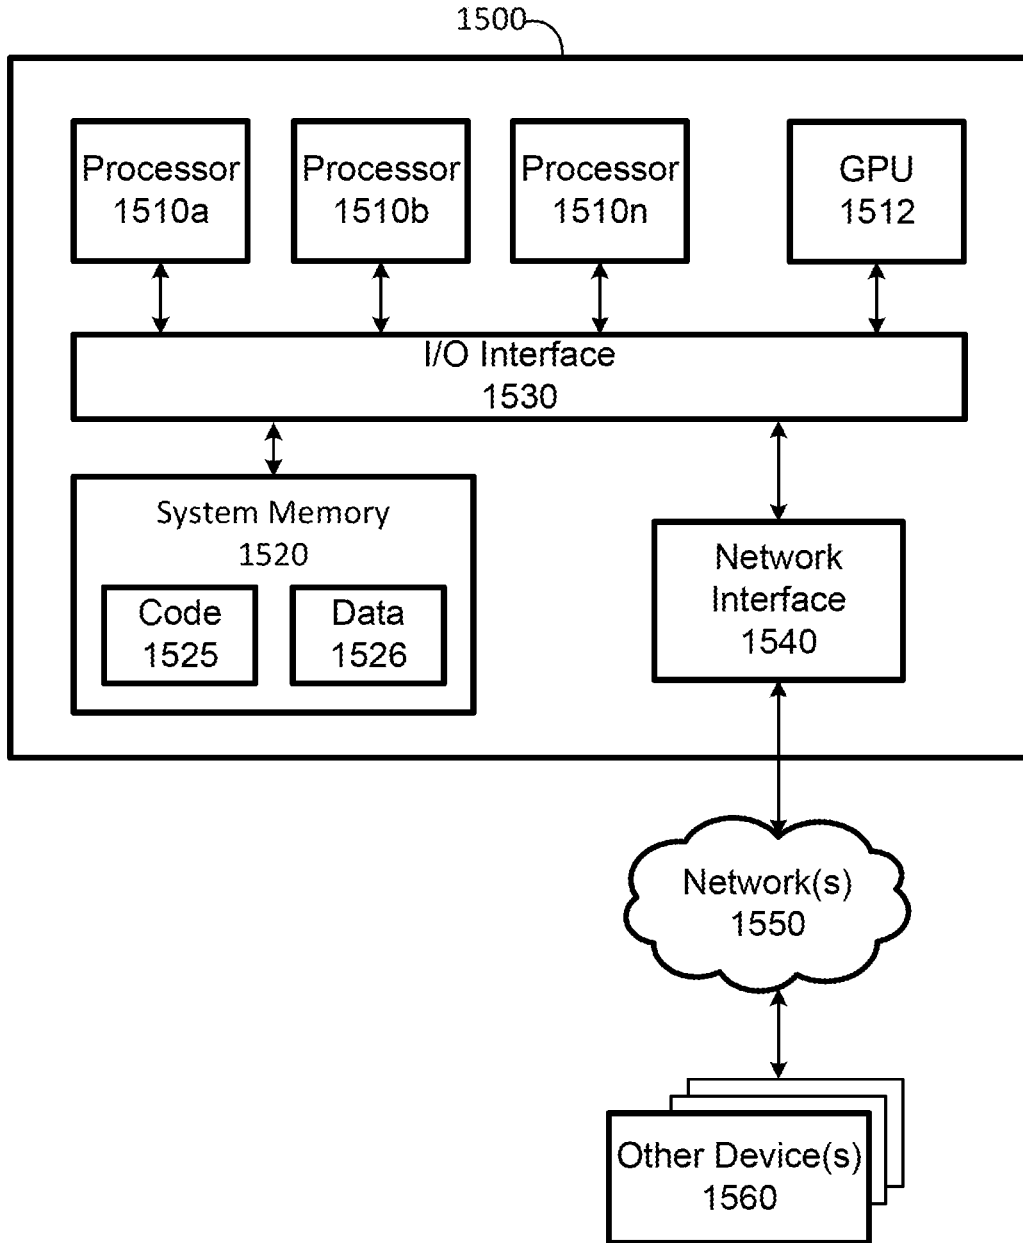 1500
Processor
1510a
Processor
1510b
Processor
1510n
GPU
1512
I/O Interface
1530
System Memory
1520
Code
1525
Data
1526
Network
Interface
1540
Network(s)
1550
Other Device(s)
1560